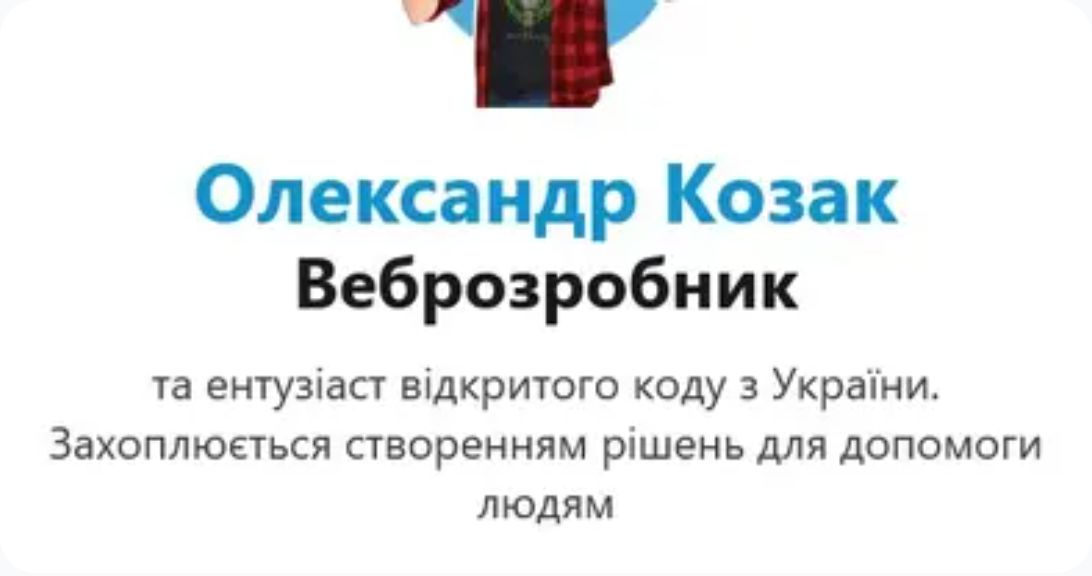 Олександр Козак
Веброзробник
та ентузіаст відкритого коду з України.
Захоплюється створенням рішень для допомоги
людям